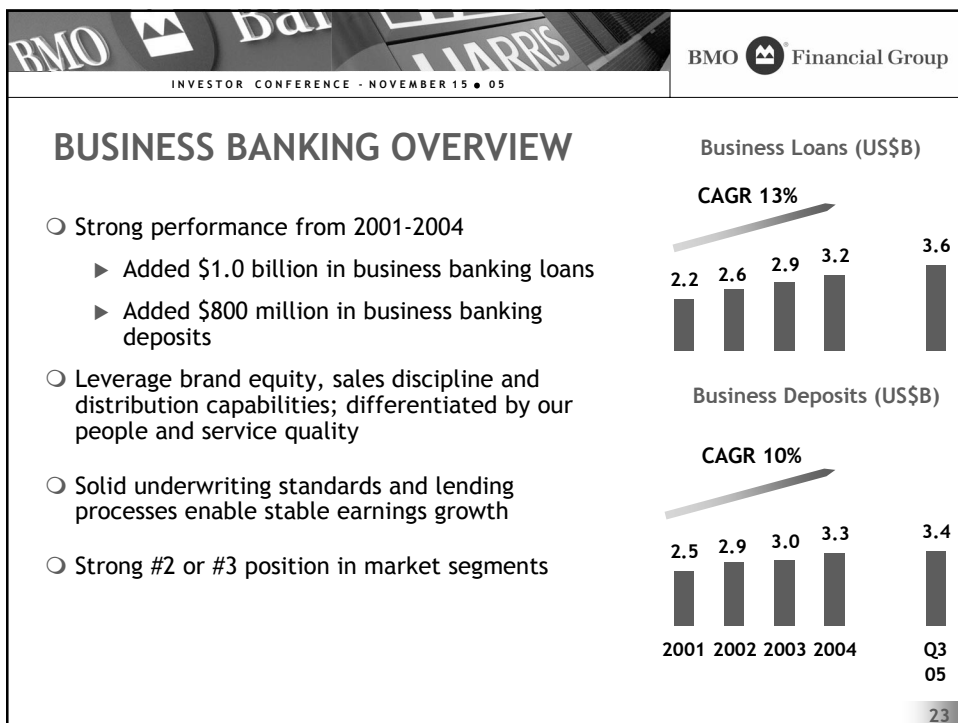 BMO
Ban
HARRIS
BMO Financial Group
INVESTOR CONFERENCE - NOVEMBER 15 ● 05
BUSINESS BANKING OVERVIEW
○ Strong performance from 2001-2004
▶ Added $1.0 billion in business banking loans
▶ Added $800 million in business banking
deposits
○ Leverage brand equity, sales discipline and
distribution capabilities; differentiated by our
people and service quality
○ Solid underwriting standards and lending
processes enable stable earnings growth
○ Strong #2 or #3 position in market segments
Business Loans (US$B)
CAGR 13%
2.2 2.6 2.9 3.2 3.6
Business Deposits (US$B)
CAGR 10%
2.5 2.9 3.0 3.3 3.4
2001 2002 2003 2004 Q3
05
23